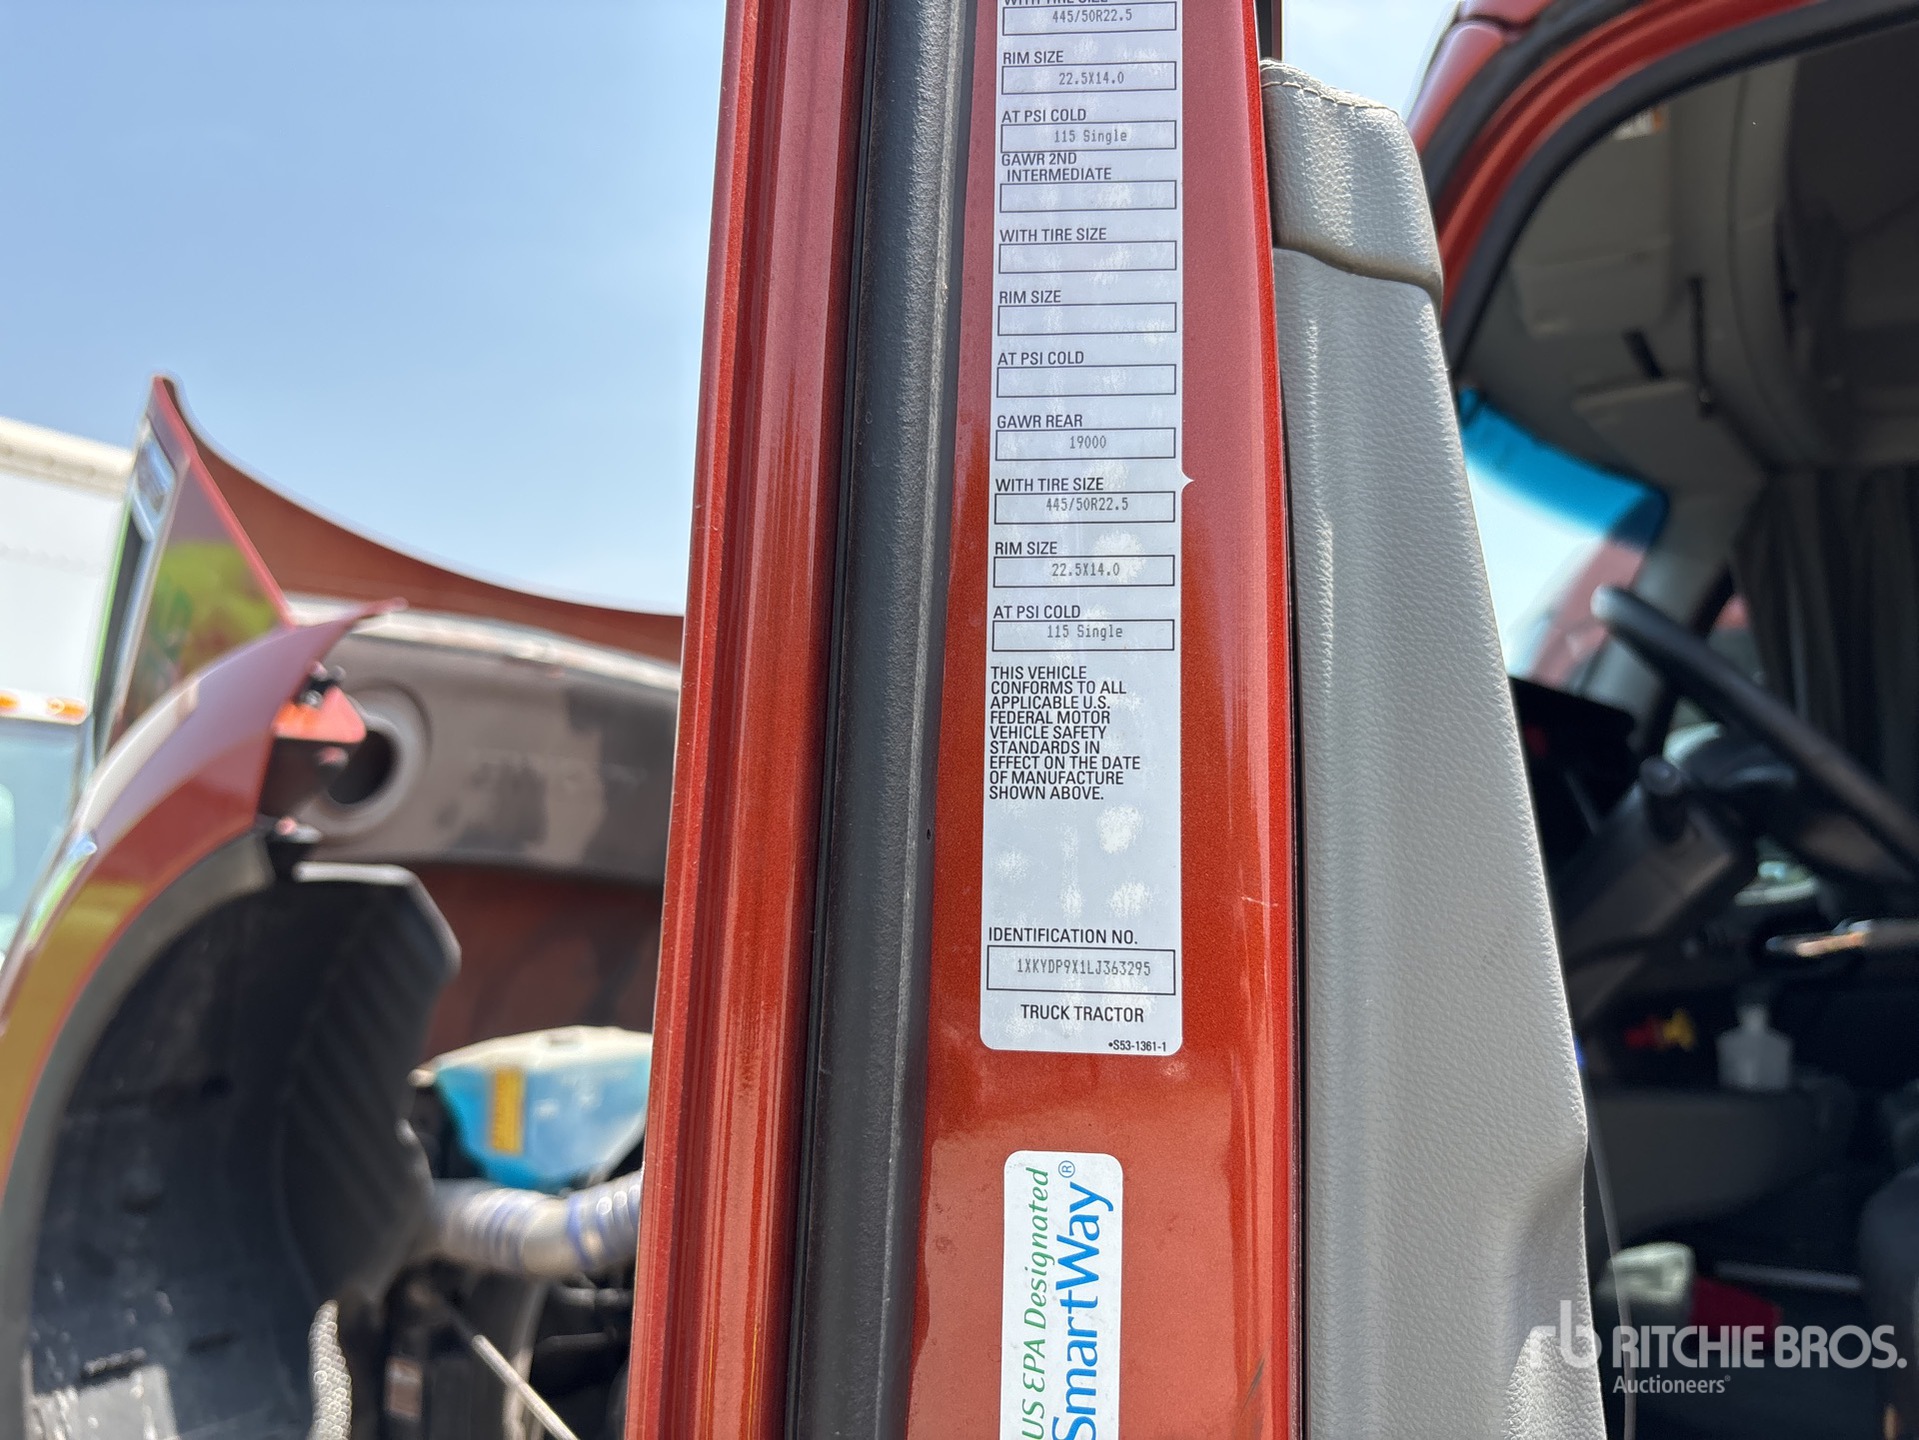 WITH TIRE SIZE
445/50R22.5
RIM SIZE
22.5X14.0
AT PSI COLD
115 Single
GAWR 2ND
INTERMEDIATE
WITH TIRE SIZE
RIM SIZE
AT PSI COLD
GAWR REAR
19000
WITH TIRE SIZE
445/50R22.5
RIM SIZE
22.5X14.0
AT PSI COLD
115 Single
THIS VEHICLE
CONFORMS TO ALL
APPLICABLE U.S.
FEDERAL MOTOR
VEHICLE SAFETY
STANDARDS IN
EFFECT ON THE DATE
OF MANUFACTURE
SHOWN ABOVE.
IDENTIFICATION NO.
1XKYDP9X1LJ363295
TRUCK TRACTOR
•S53-1361-1
US EPA Designated
SmartWay®
rb RITCHIE BROS.
Auctioneers®